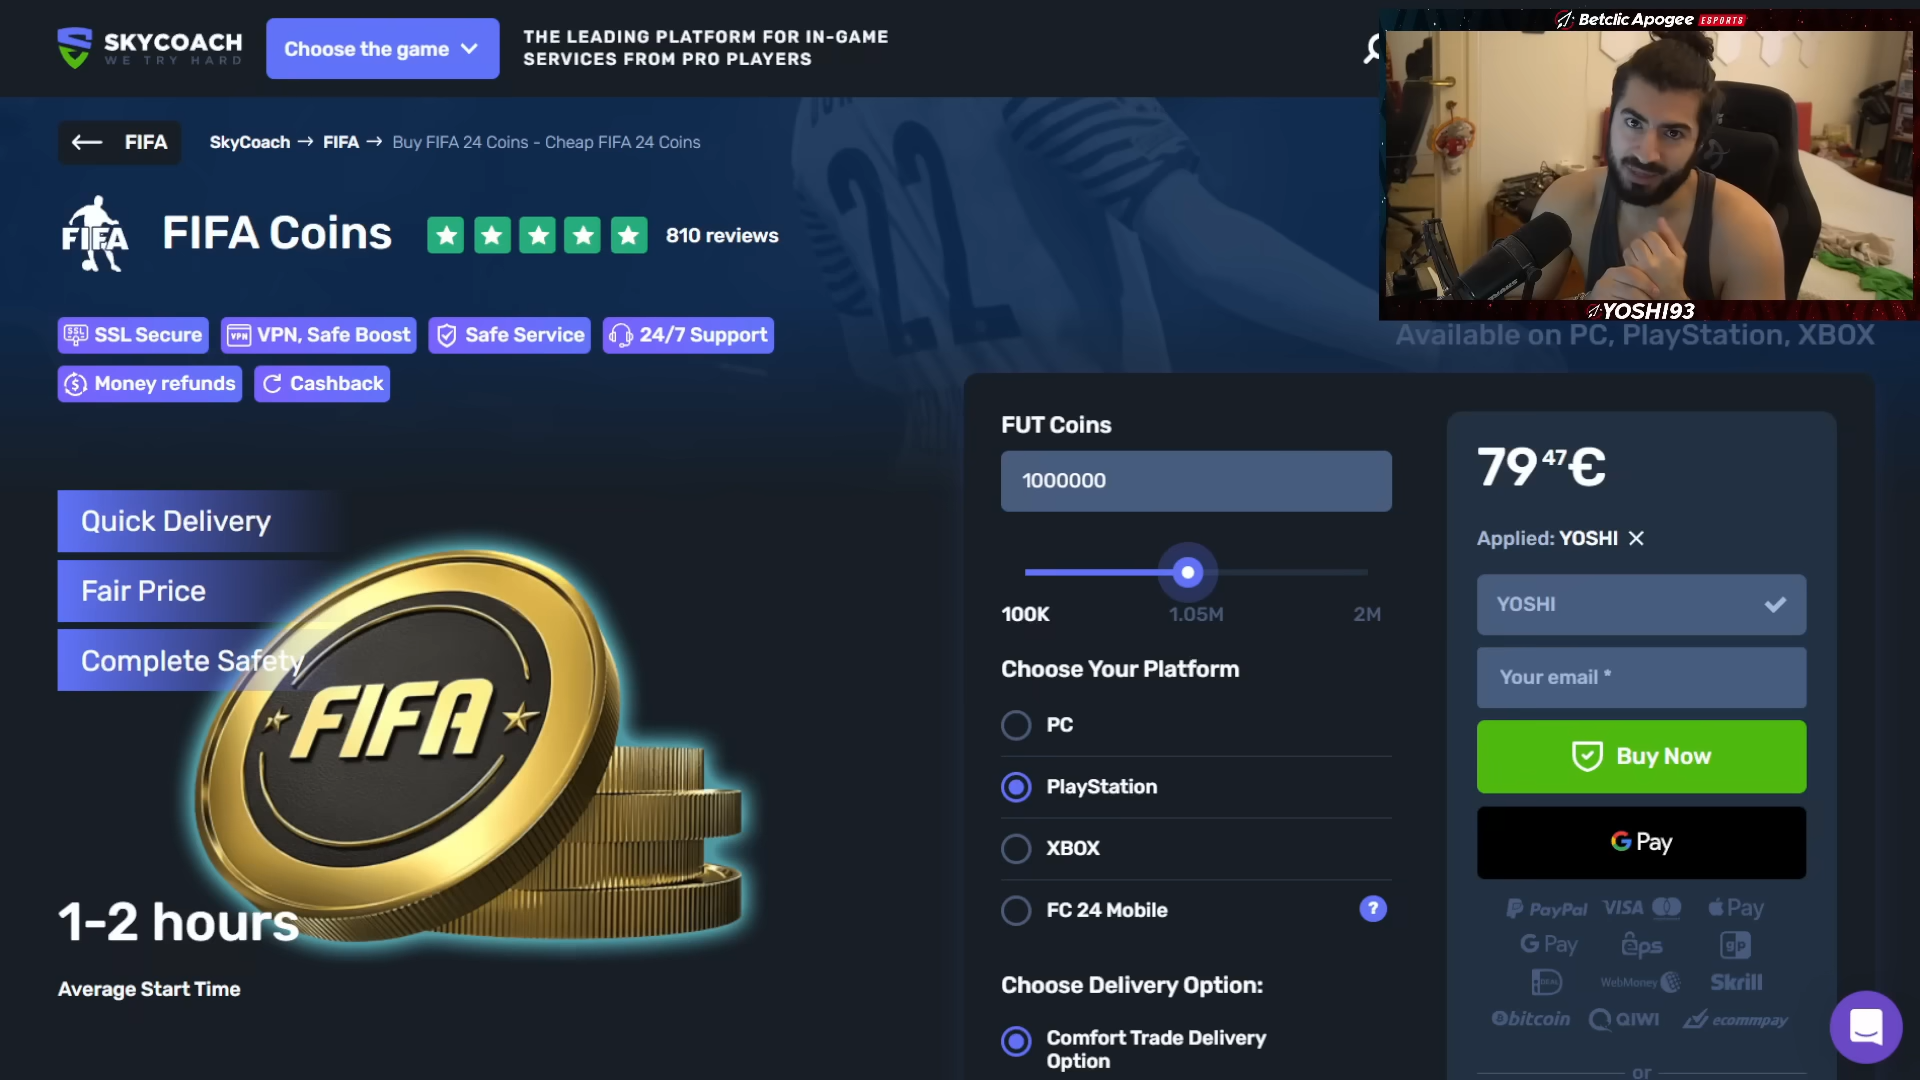 SKYCOACH
WE TRY HARD
Choose the game
THE LEADING PLATFORM FOR IN-GAME
SERVICES FROM PRO PLAYERS
Betclic Apogee ESPORTS
FIFA
SkyCoach → FIFA → Buy FIFA 24 Coins - Cheap FIFA 24 Coins
22
FIFA
FIFA Coins
810 reviews
YOSHI93
Available on PC, PlayStation, XBOX
SSL SSL Secure
VPN VPN, Safe Boost
Safe Service
24/7 Support
Money refunds
Cashback
Quick Delivery
Fair Price
Complete Safety
FIFA
1-2 hours
Average Start Time
FUT Coins
1000000
100K 1.05M 2M
Choose Your Platform
PC
PlayStation
XBOX
FC 24 Mobile ?
Choose Delivery Option:
Comfort Trade Delivery
Option
79 47 €
Applied: YOSHI ×
YOSHI
Your email *
Buy Now
G Pay
PayPal VISA Pay
G Pay eps gP
WebMoney Skrill
bitcoin QIWI ecommpay
or